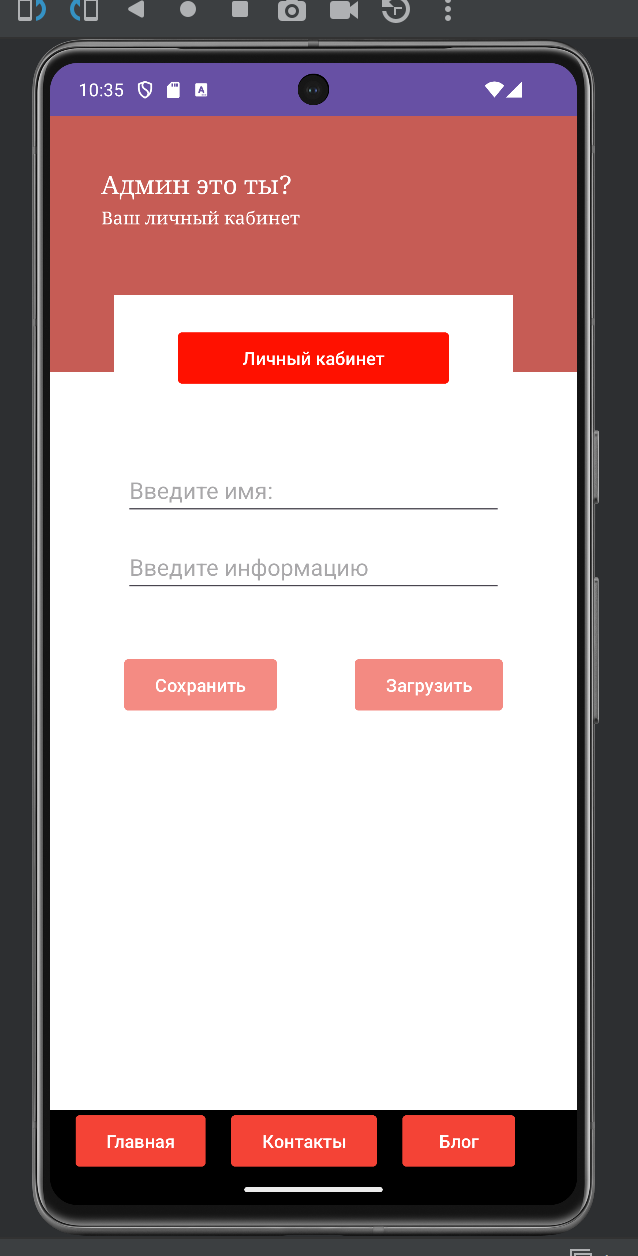 10:35
Админ это ты?
Ваш личный кабинет
Личный кабинет
Введите имя:
Введите информацию
Сохранить Загрузить
Главная Контакты Блог